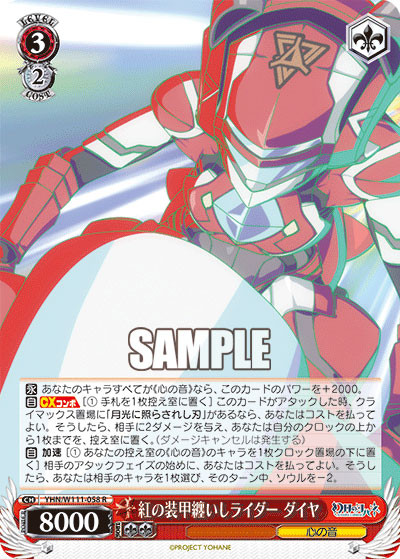 LEVEL
3
2
COST
SAMPLE
永 あなたのキャラすべてが《心の音》なら、このカードのパワーを+2000。
自 CXコンボ [① 手札を1枚控え室に置く] このカードがアタックした時、クラ
イマックス置場に「月光に照らされし刃」があるなら、あなたはコストを払ってよ
い。そうしたら、相手に2ダメージを与え、あなたは自分のクロックの上か
ら1枚までを、控え室に置く。(ダメージキャンセルは発生する)
自 加速 [① あなたの控え室の《心の音》のキャラを1枚クロック置場の下に置
く] 相手のアタックフェイズの始めに、あなたはコストを払ってよい。そうし
たら、相手のキャラを1枚選び、そのターン中、ソウルを-2。
CH
YHN/W111-058 R
8000
紅の装甲纏いしライダー ダイヤ
心の音
©PROJECT YOHANE